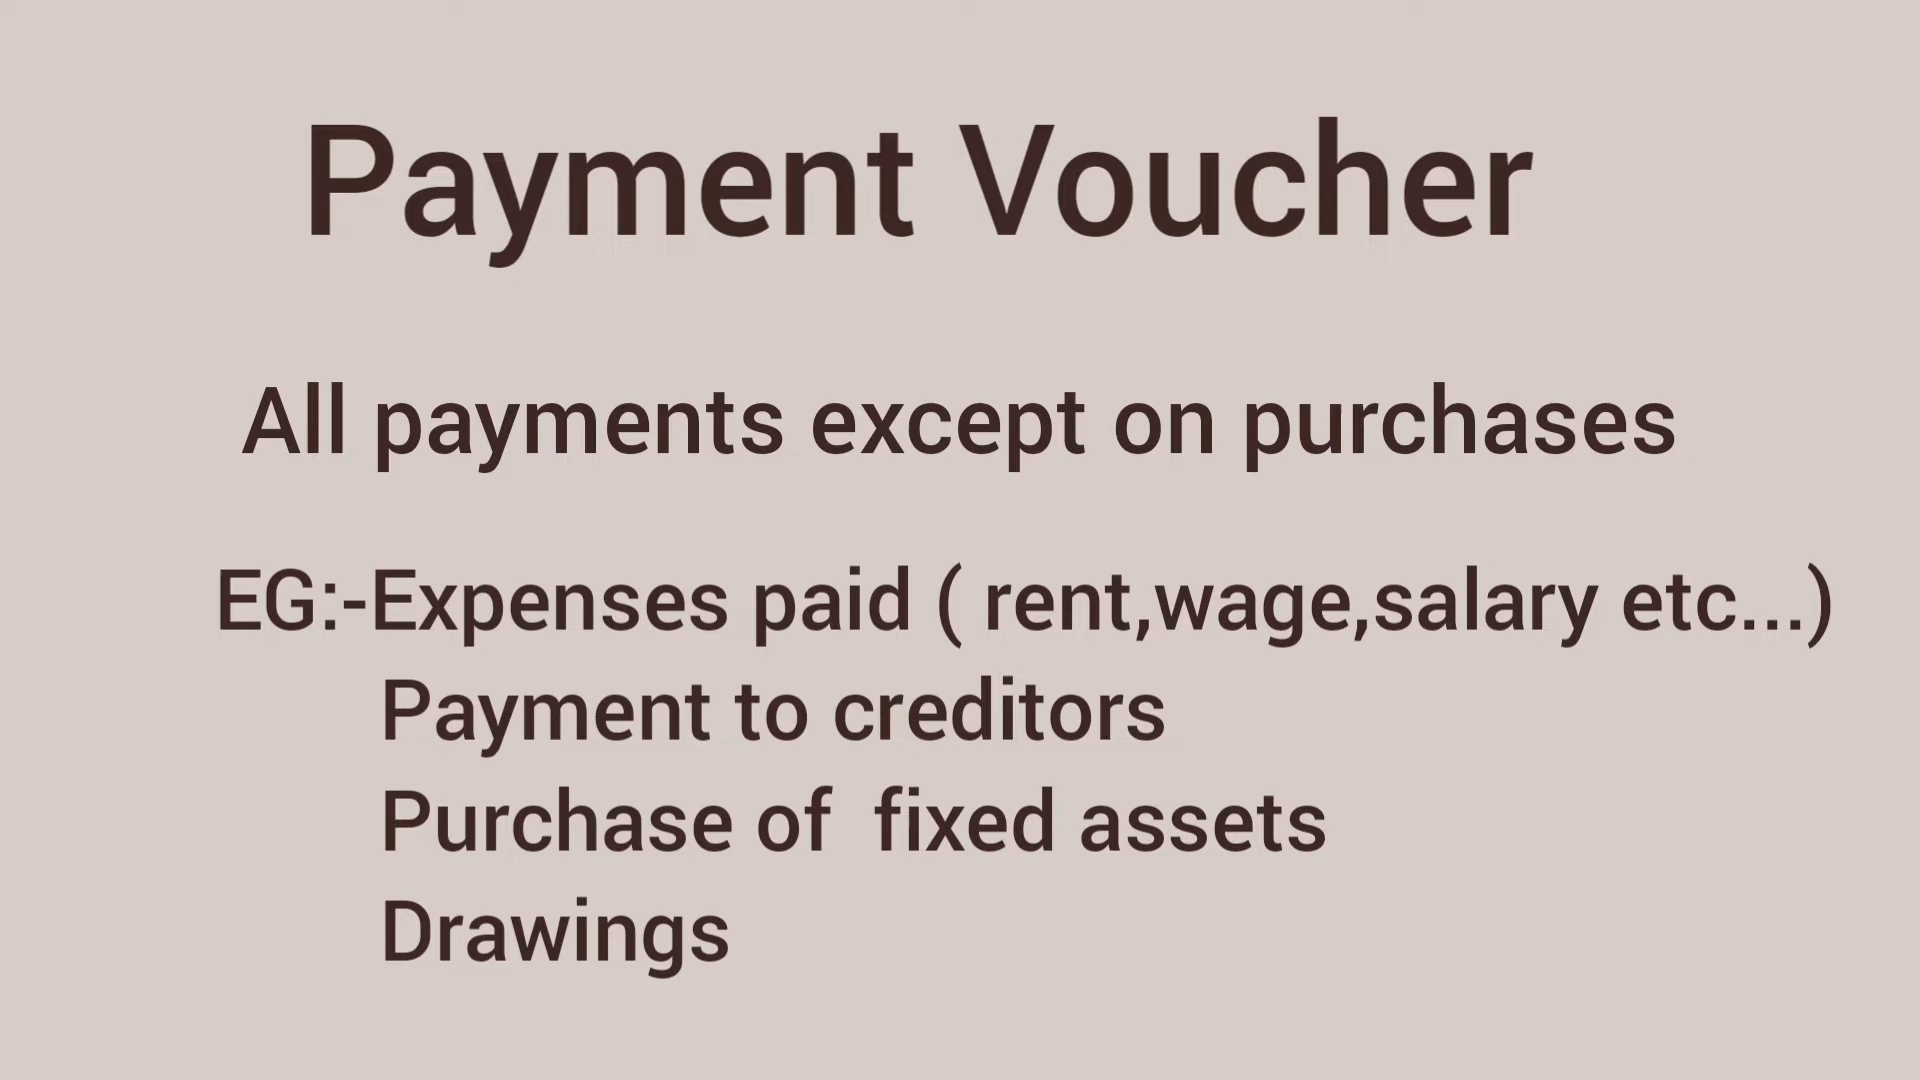 Payment Voucher
All payments except on purchases
EG:-Expenses paid ( rent,wage,salary etc...)
Payment to creditors
Purchase of  fixed assets
Drawings